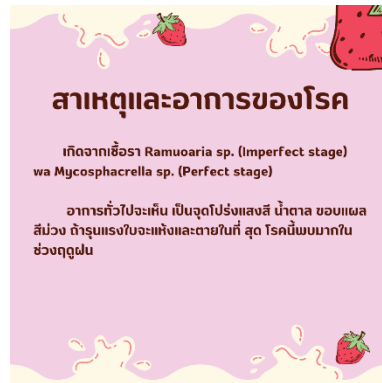 สาเหตุและอาการของโรค
เกิดจากเชื้อรา Ramuoaria sp. (Imperfect stage)
wa Mycosphacrella sp. (Perfect stage)
อาการทั่วไปจะเห็น เป็นจุดโปร่งแสงสี น้ำตาล ขอบแผล
สีม่วง ถ้ารุนแรงใบจะแห้งและตายในที่ สุด โรคนี้พบมากใน
ช่วงฤดูฝน